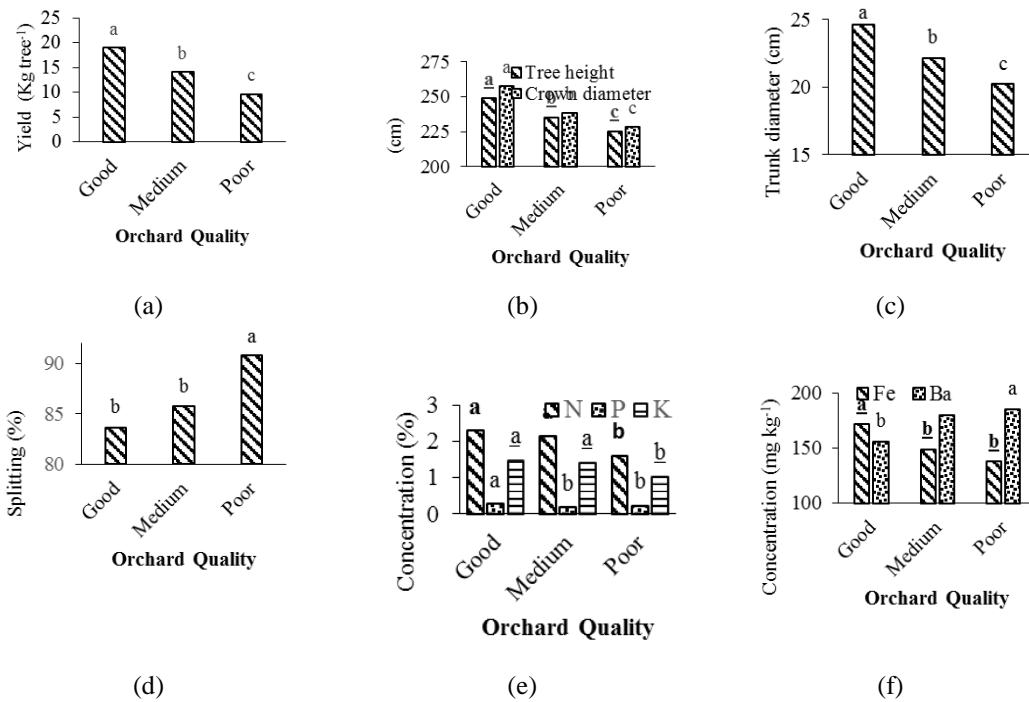 Yield (Kg tree⁻¹)
25
20
15
10
5
0
a
b
c
Good
Medium
Poor
Orchard Quality
(a)
(cm)
275
250
225
200
Tree height
Crown diameter
a
a
b
b
c
c
Good
Medium
Poor
Orchard Quality
(b)
Trunk diameter (cm)
25
20
15
a
b
c
Good
Medium
Poor
Orchard Quality
(c)
Splitting (%)
90
85
80
b
b
a
Good
Medium
Poor
Orchard Quality
(d)
Concentration (%)
3
2
1
0
N P K
a
a
a
b
a
b
b
b
Good
Medium
Poor
Orchard Quality
(e)
Concentration (mg kg⁻¹)
200
150
100
Fe Ba
a
b
b
b
a
Good
Medium
Poor
Orchard Quality
(f)